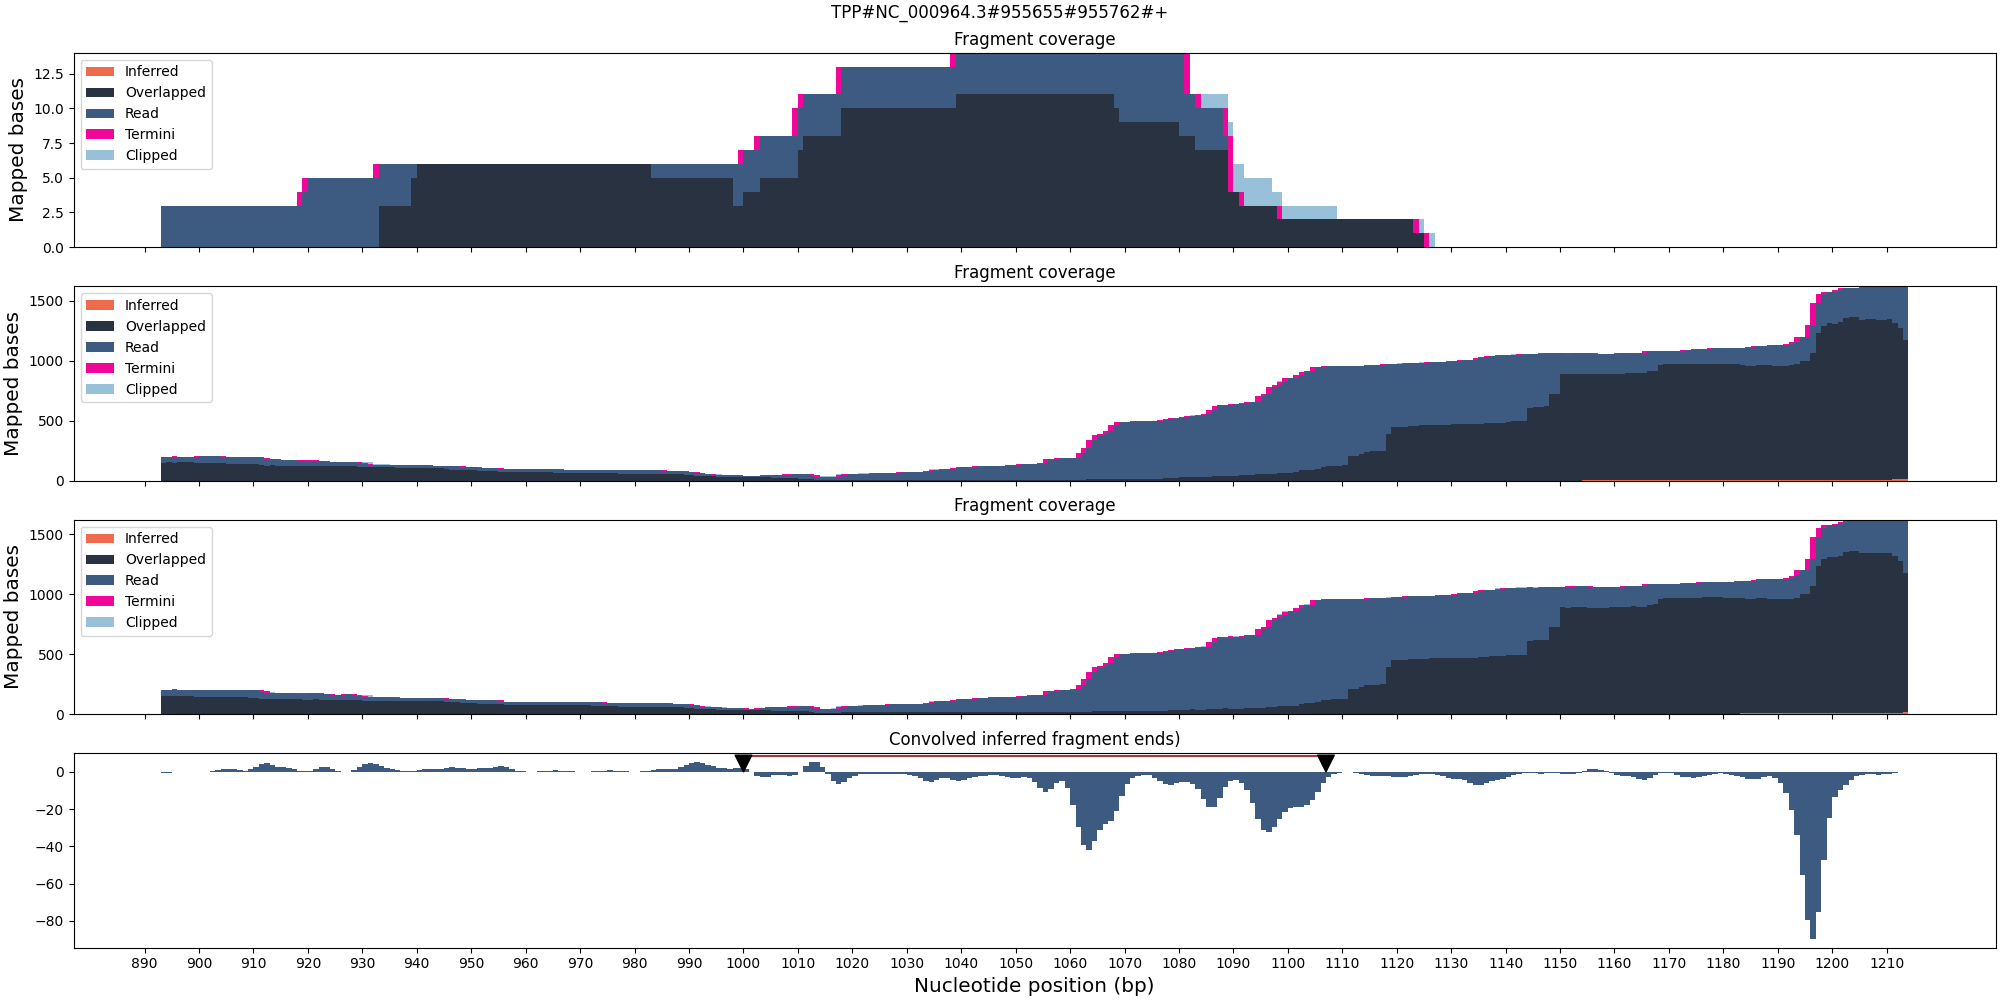 TPP#NC_000964.3#955655#955762#+
Fragment coverage
Mapped bases
12.5
10.0
7.5
5.0
2.5
0.0
Inferred
Overlapped
Read
Termini
Clipped
Fragment coverage
Mapped bases
1500
1000
500
0
Inferred
Overlapped
Read
Termini
Clipped
Fragment coverage
Mapped bases
1500
1000
500
0
Inferred
Overlapped
Read
Termini
Clipped
Convolved inferred fragment ends)
0
−20
−40
−60
−80
890 900 910 920 930 940 950 960 970 980 990 1000 1010 1020 1030 1040 1050 1060 1070 1080 1090 1100 1110 1120 1130 1140 1150 1160 1170 1180 1190 1200 1210
Nucleotide position (bp)